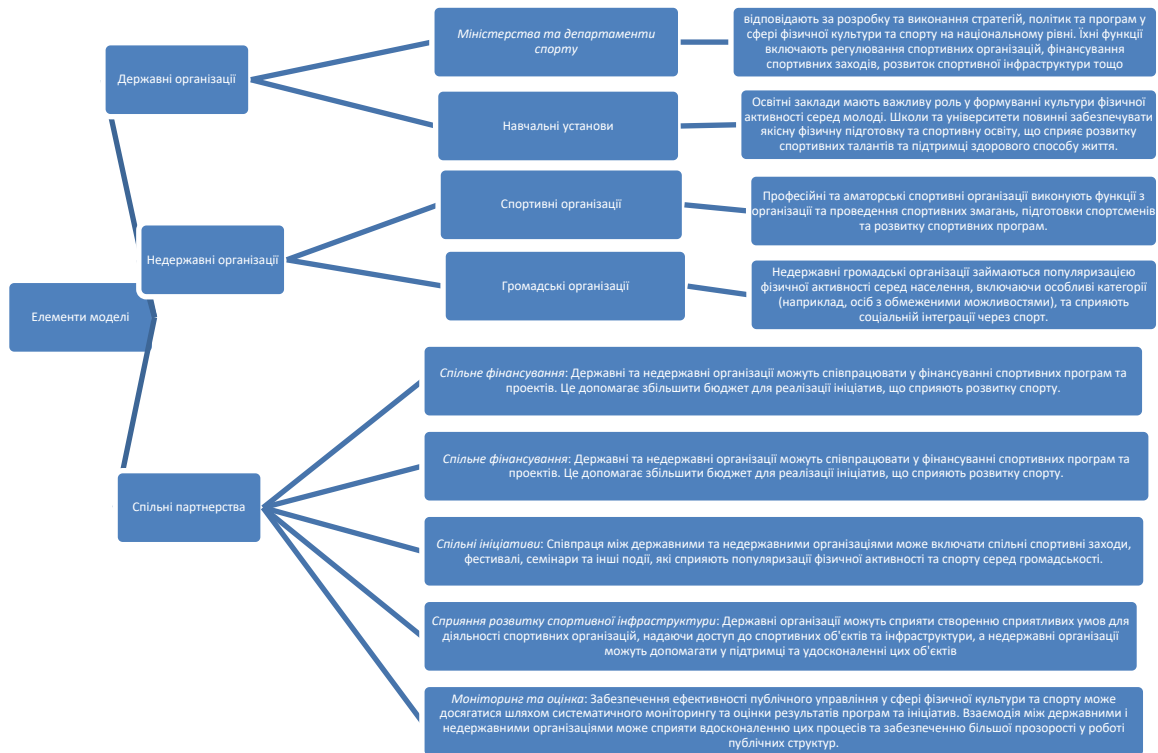 Елементи моделі
Державні організації
Міністерства та департаменти
спорту
відповідають за розробку та виконання стратегій, політик та програм у
сфері фізичної культури та спорту на національному рівні. Їхні функції
включають регулювання спортивних організацій, фінансування
спортивних заходів, розвиток спортивної інфраструктури тощо
Навчальні установи
Освітні заклади мають важливу роль у формуванні культури фізичної
активності серед молоді. Школи та університети повинні забезпечувати
якісну фізичну підготовку та спортивну освіту, що сприяє розвитку
спортивних талантів та підтримці здорового способу життя.
Недержавні організації
Спортивні організації
Професійні та аматорські спортивні організації виконують функції з
організації та проведення спортивних змагань, підготовки спортсменів
та розвитку спортивних програм.
Громадські організації
Недержавні громадські організації займаються популяризацією
фізичної активності серед населення, включаючи особливі категорії
(наприклад, осіб з обмеженими можливостями), та сприяють
соціальній інтеграції через спорт.
Спільні партнерства
Спільне фінансування: Державні та недержавні організації можуть співпрацювати у фінансуванні спортивних програм та
проектів. Це допомагає збільшити бюджет для реалізації ініціатив, що сприяють розвитку спорту.
Спільне фінансування: Державні та недержавні організації можуть співпрацювати у фінансуванні спортивних програм та
проектів. Це допомагає збільшити бюджет для реалізації ініціатив, що сприяють розвитку спорту.
Спільні ініціативи: Співпраця між державними та недержавними організаціями може включати спільні спортивні заходи,
фестивалі, семінари та інші події, які сприяють популяризації фізичної активності та спорту серед громадськості.
Сприяння розвитку спортивної інфраструктури: Державні організації можуть сприяти створенню сприятливих умов для
діяльності спортивних організацій, надаючи доступ до спортивних об'єктів та інфраструктури, а недержавні організації
можуть допомагати у підтримці та удосконаленні цих об'єктів
Моніторинг та оцінка: Забезпечення ефективності публічного управління у сфері фізичної культури та спорту може
досягатися шляхом систематичного моніторингу та оцінки результатів програм та ініціатив. Взаємодія між державними і
недержавними організаціями може сприяти вдосконаленню цих процесів та забезпеченню більшої прозорості у роботі
публічних структур.